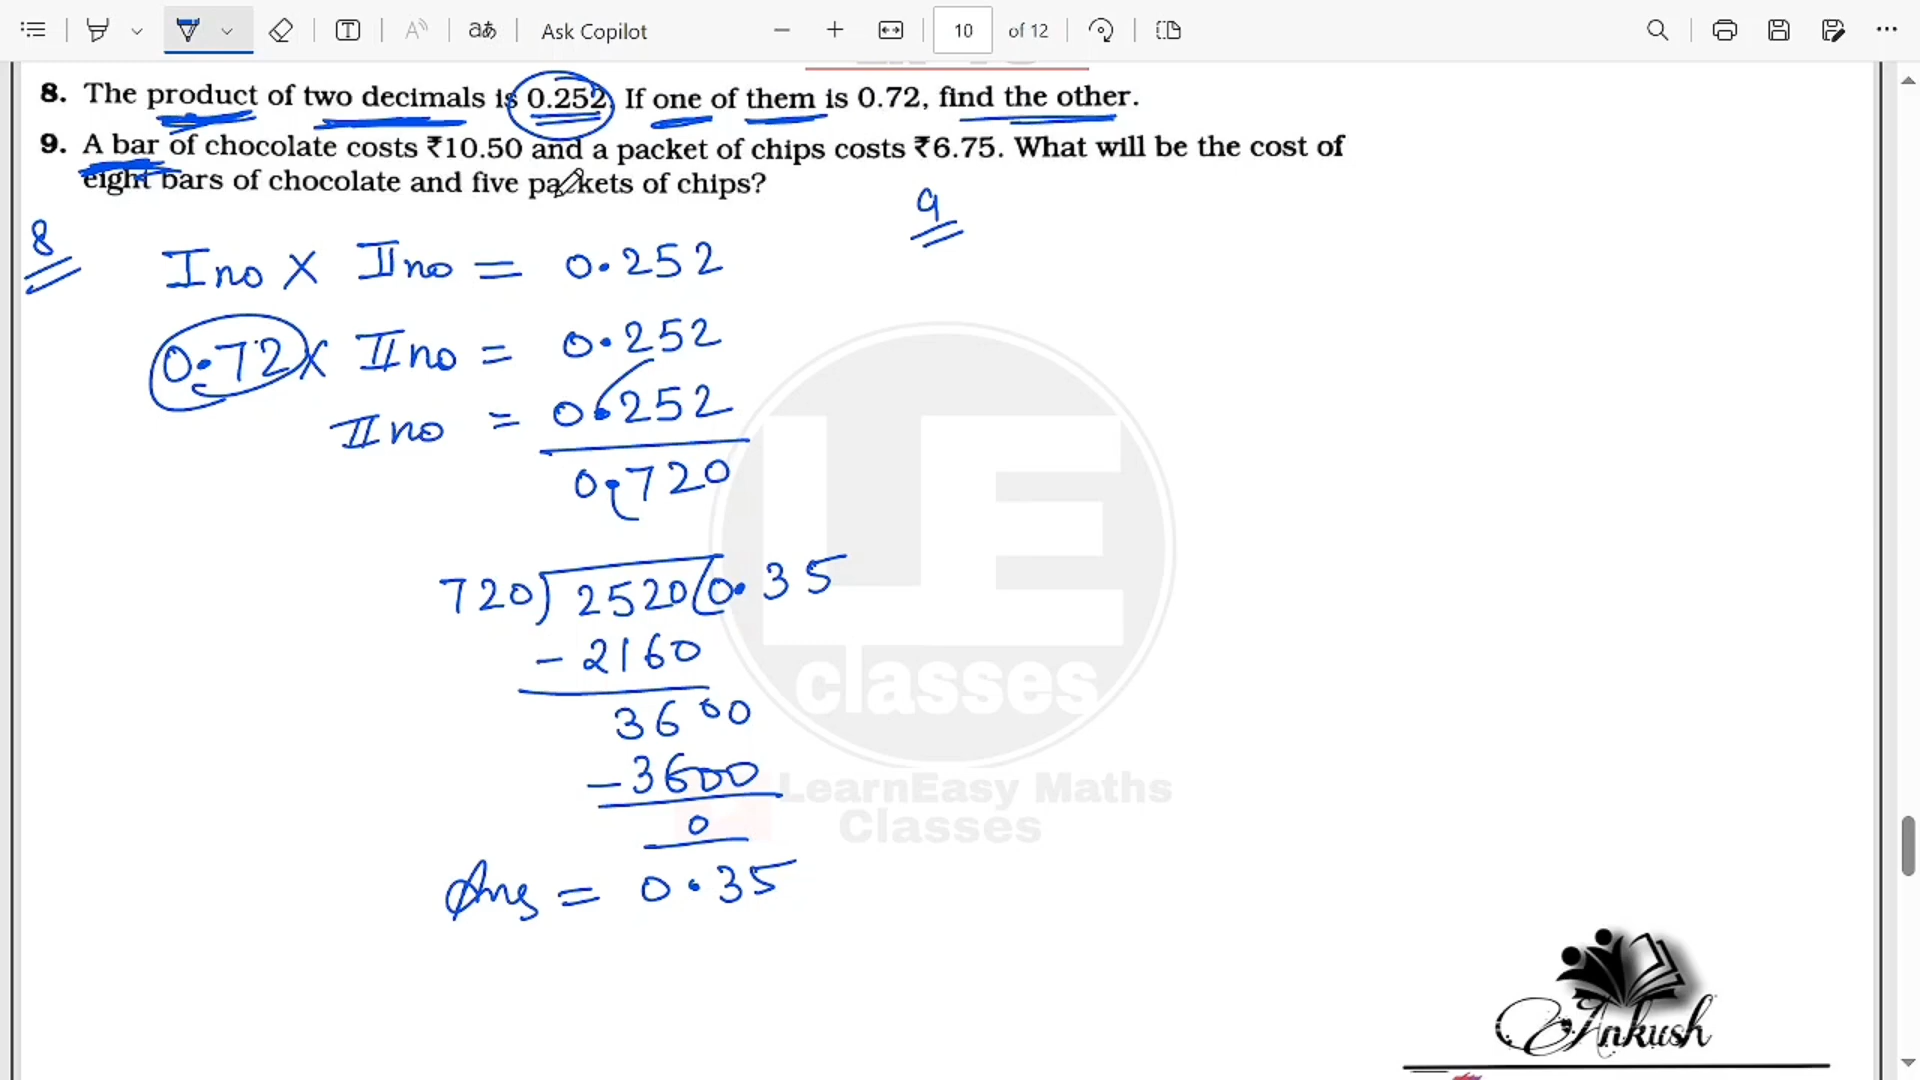 Ask Copilot
10 of 12
8. The product of two decimals is 0.252. If one of them is 0.72, find the other.
9. A bar of chocolate costs ₹10.50 and a packet of chips costs ₹6.75. What will be the cost of
eight bars of chocolate and five packets of chips?
8
9
I no × II no = 0.252
0.72 × II no = 0.252
II no = 0.252
0.720
720) 2520 (0.35
- 2160
3600
- 3600
0
Ans = 0.35
LE
classes
LearnEasy Maths
Classes
Ankush